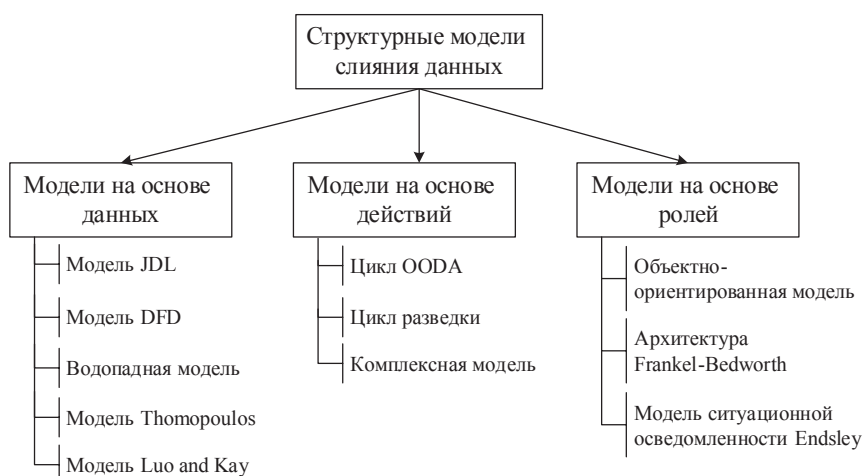 Структурные модели
слияния данных
Модели на основе
данных
Модель JDL
Модель DFD
Водопадная модель
Модель Thomopoulos
Модель Luo and Kay
Модели на основе
действий
Цикл OODA
Цикл разведки
Комплексная модель
Модели на основе
ролей
Объектно-
ориентированная модель
Архитектура
Frankel-Bedworth
Модель ситуационной
осведомленности Endsley